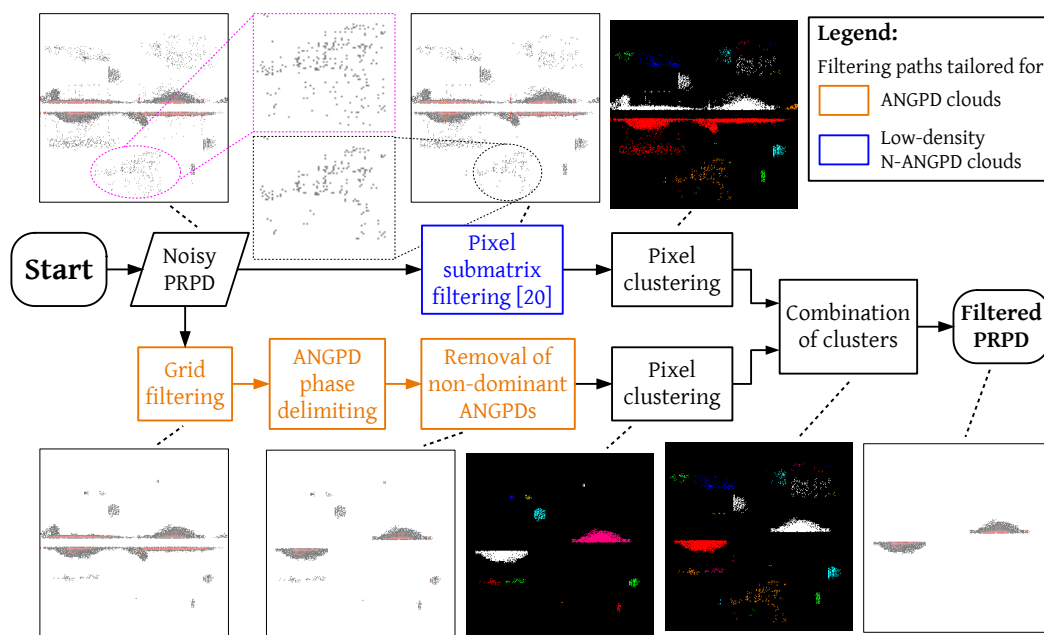 Legend:
Filtering paths tailored for
ANGPD clouds
Low-density
N-ANGPD clouds
Start
Noisy
PRPD
Pixel
submatrix
filtering [20]
Pixel
clustering
Combination
of clusters
Filtered
PRPD
Grid
filtering
ANGPD
phase
delimiting
Removal of
non-dominant
ANGPDs
Pixel
clustering